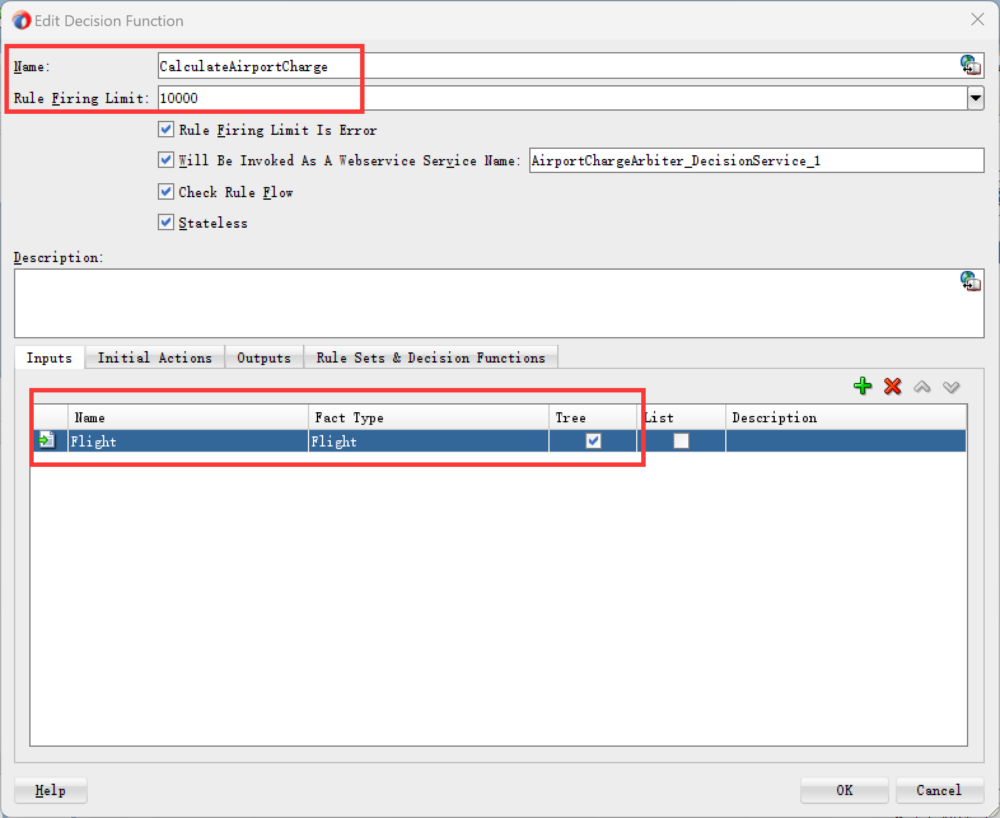 Edit Decision Function
Name: CalculateAirportCharge
Rule Firing Limit: 10000
Rule Firing Limit Is Error
Will Be Invoked As A Webservice Service Name: AirportChargeArbiter_DecisionService_1
Check Rule Flow
Stateless
Description:
Inputs Initial Actions Outputs Rule Sets & Decision Functions
Name Fact Type Tree List Description
Flight Flight
Help OK Cancel